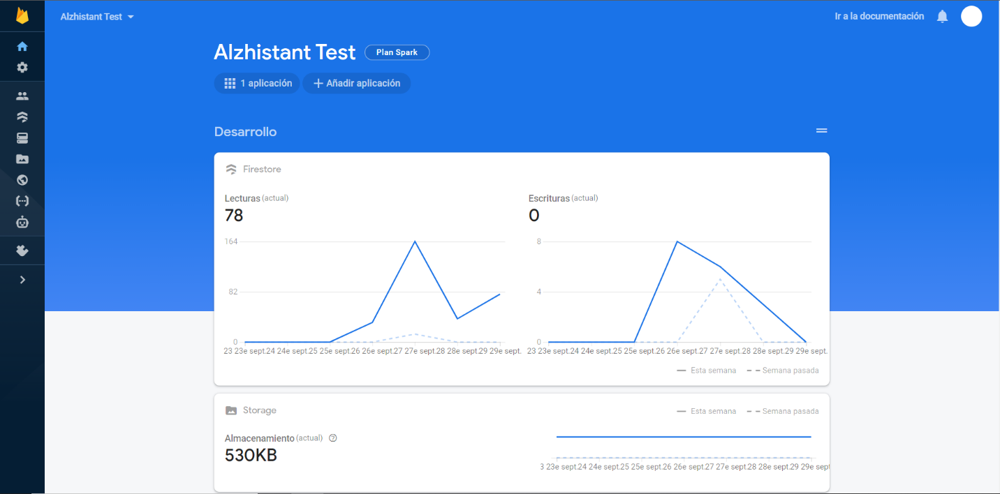 Alzhistant Test
Ir a la documentación
Alzhistant Test
Plan Spark
1 aplicación
Añadir aplicación
Desarrollo
Firestore
Lecturas (actual)
78
164
82
0
23 23e sept.24 24e sept.25 25e sept.26 26e sept.27 27e sept.28 28e sept.29 29e sept.
Escrituras (actual)
0
8
4
0
23 23e sept.24 24e sept.25 25e sept.26 26e sept.27 27e sept.28 28e sept.29 29e sept.
Esta semana
Semana pasada
Storage
Esta semana
Semana pasada
Almacenamiento (actual)
530KB
3 23e sept.24 24e sept.25 25e sept.26 26e sept.27 27e sept.28 28e sept.29 29e sept